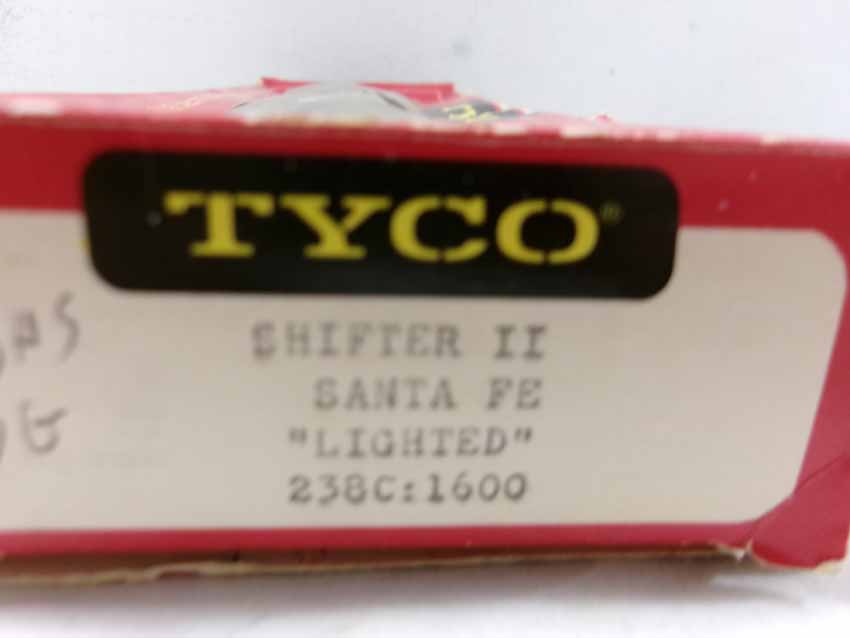 TYCO®
SHIFTER II
SANTA FE
"LIGHTED"
238C:1600